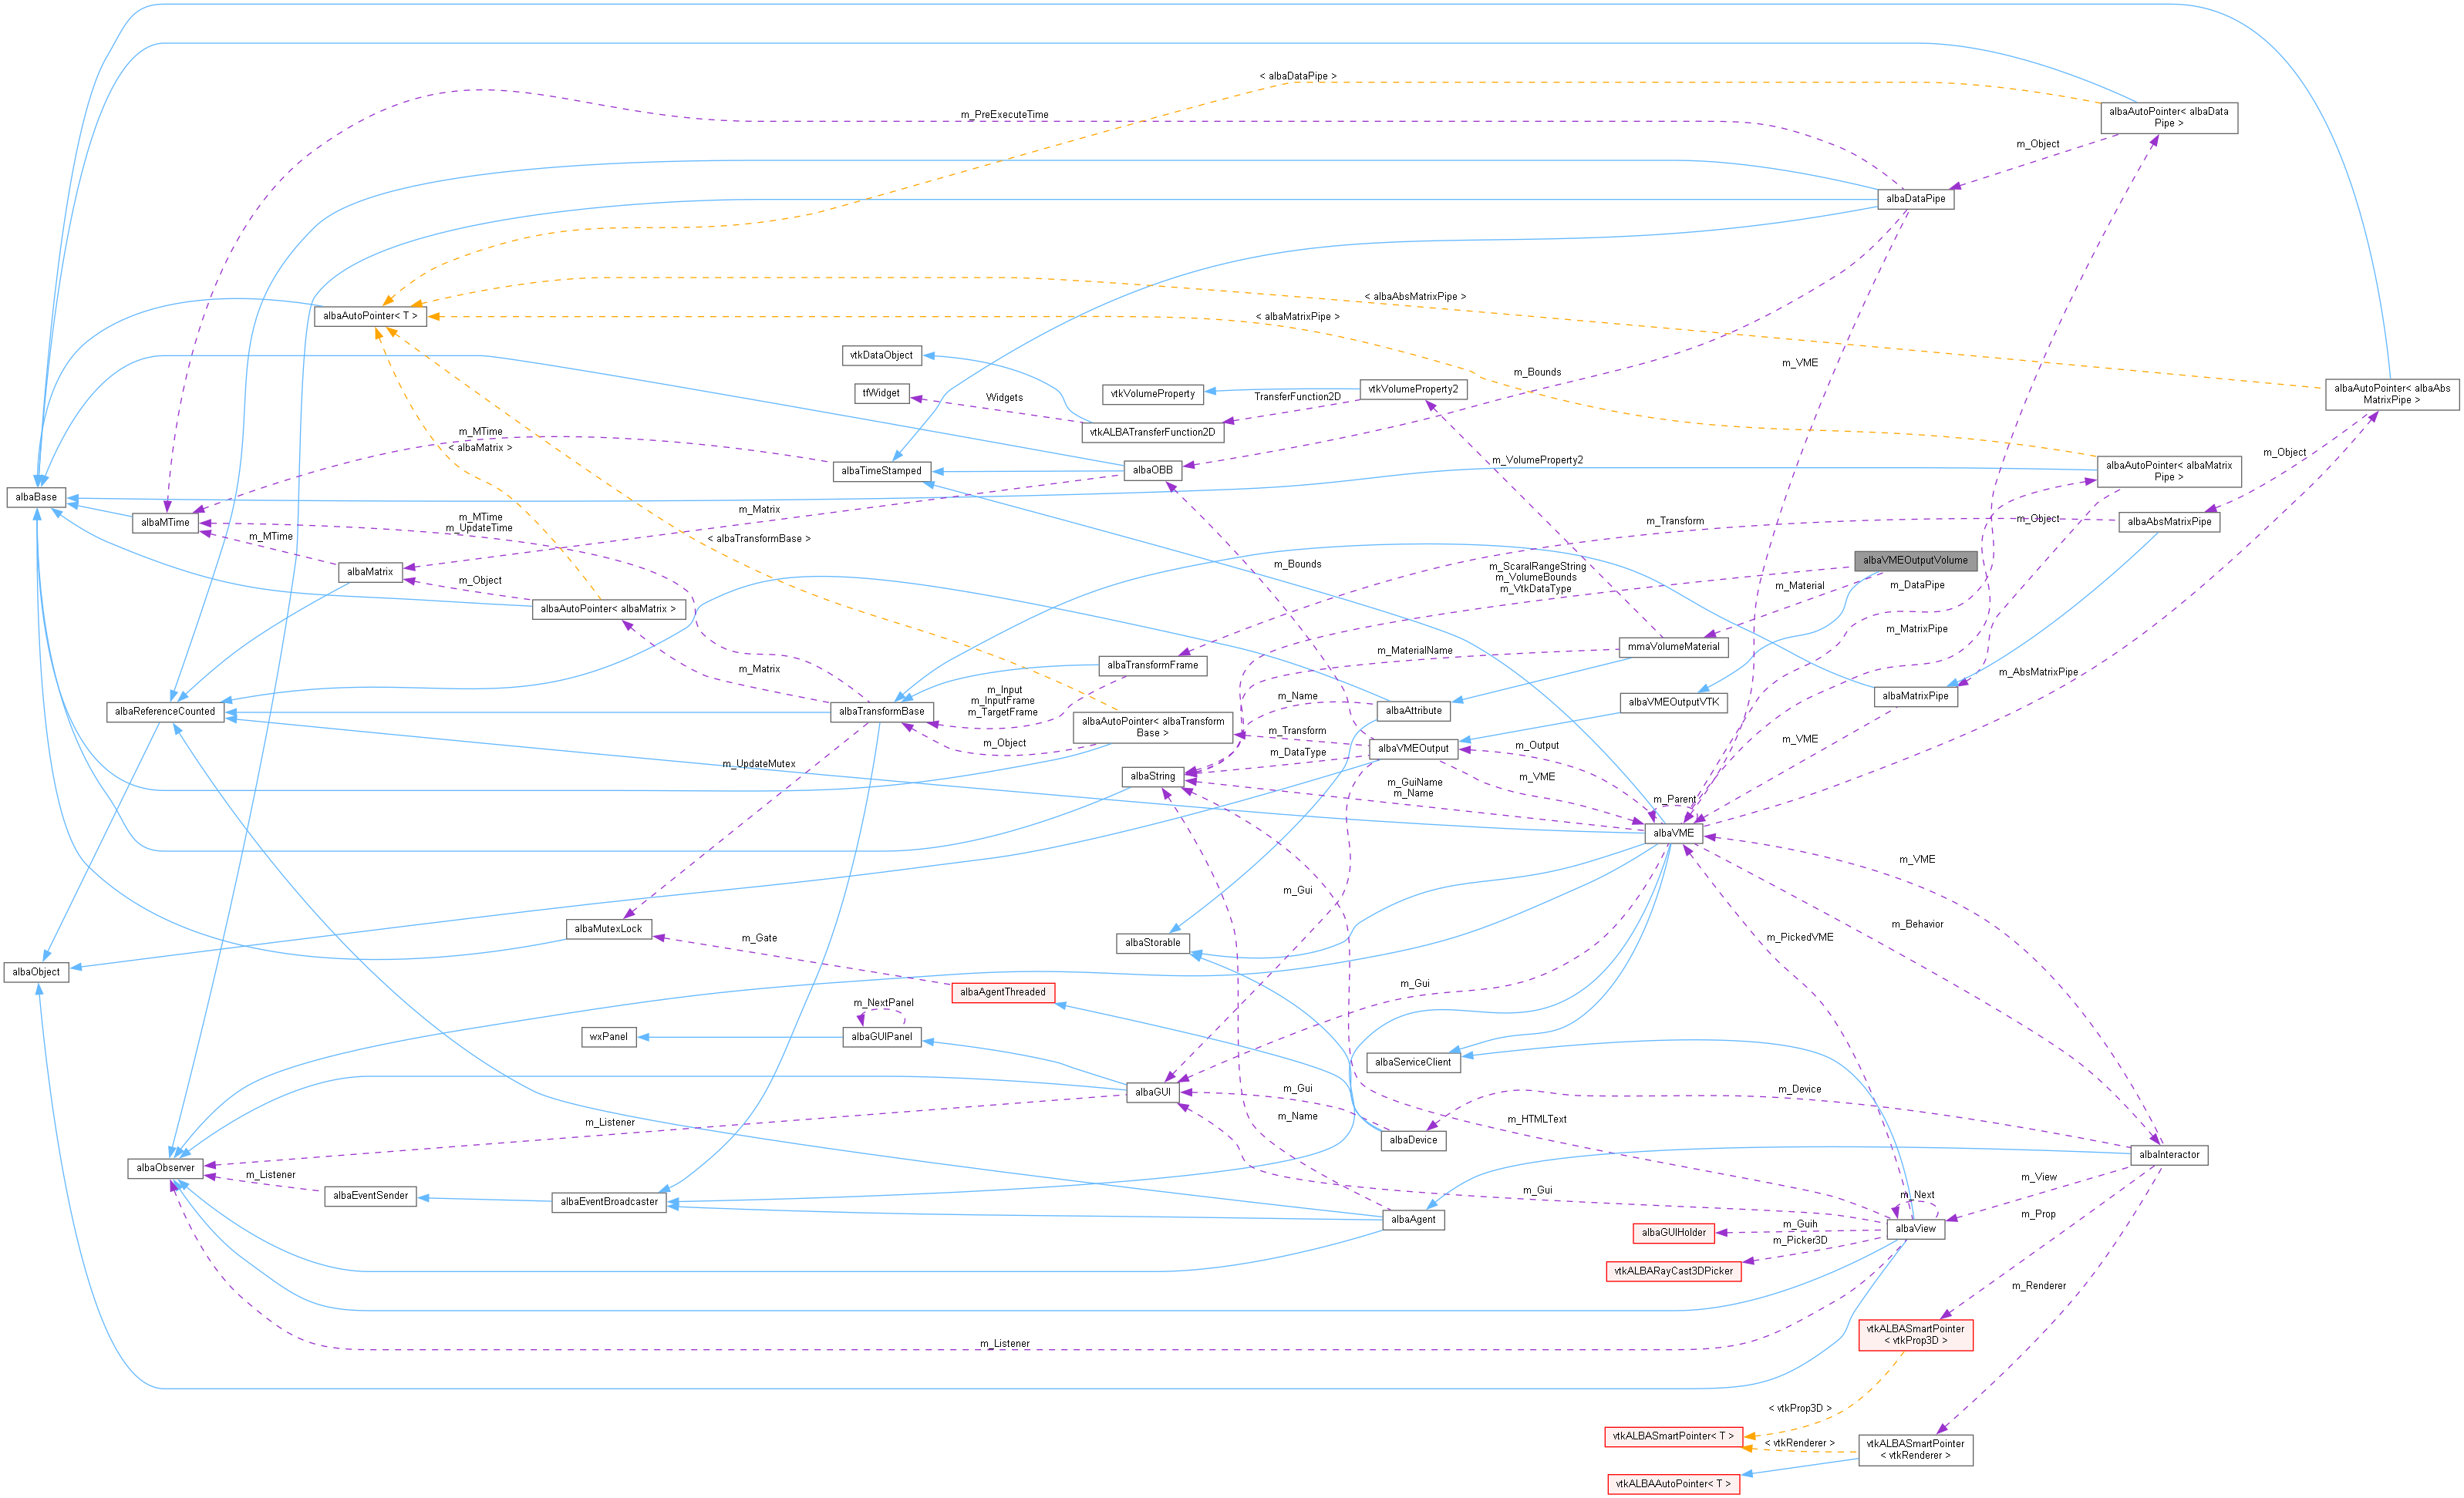 < albaDataPipe >
albaAutoPointer< albaData
Pipe >
m_PreExecuteTime
m_Object
albaDataPipe
< albaAbsMatrixPipe >
albaAutoPointer< T >
< albaMatrixPipe >
vtkDataObject
m_VME
m_Bounds
tfWidget
Widgets
vtkVolumeProperty
TransferFunction2D
vtkVolumeProperty2
albaAutoPointer< albaAbs
MatrixPipe >
vtkALBATransferFunction2D
m_MTime
< albaMatrix >
albaTimeStamped
albaOBB
m_VolumeProperty2
albaAutoPointer< albaMatrix
Pipe >
m_Object
albaBase
albaMTime
m_MTime
m_UpdateTime
m_Matrix
m_Transform
m_Object
albaAbsMatrixPipe
m_MTime
< albaTransformBase >
albaMatrix
m_Object
m_Bounds
m_ScaralRangeString
m_VolumeBounds
m_VtkDataType
albaVMEOutputVolume
m_Material
m_DataPipe
albaAutoPointer< albaMatrix >
m_MatrixPipe
m_Matrix
albaTransformFrame
m_MaterialName
mmaVolumeMaterial
m_AbsMatrixPipe
m_Input
m_InputFrame
m_TargetFrame
m_Name
albaVMEOutputVTK
albaMatrixPipe
albaReferenceCounted
albaTransformBase
albaAutoPointer< albaTransform
Base >
albaAttribute
m_Object
m_Transform
m_DataType
albaVMEOutput
m_Output
m_VME
m_UpdateMutex
albaString
m_GuiName
m_Name
m_VME
m_Parent
albaVME
m_VME
m_Gui
albaMutexLock
m_Gate
albaStorable
m_PickedVME
m_Behavior
albaObject
albaAgentThreaded
m_Gui
m_NextPanel
wxPanel
albaGUIPanel
albaServiceClient
albaGUI
m_Gui
m_Device
m_Listener
m_Name
m_HTMLText
albaDevice
albaInteractor
albaObserver
m_Listener
albaEventSender
albaEventBroadcaster
m_Gui
m_View
m_Next
albaAgent
albaView
m_Prop
albaGUIHolder
m_Guih
m_Picker3D
vtkALBARayCast3DPicker
m_Renderer
m_Listener
vtkALBASmartPointer
< vtkProp3D >
< vtkProp3D >
vtkALBASmartPointer< T >
< vtkRenderer >
vtkALBASmartPointer
< vtkRenderer >
vtkALBAAutoPointer< T >